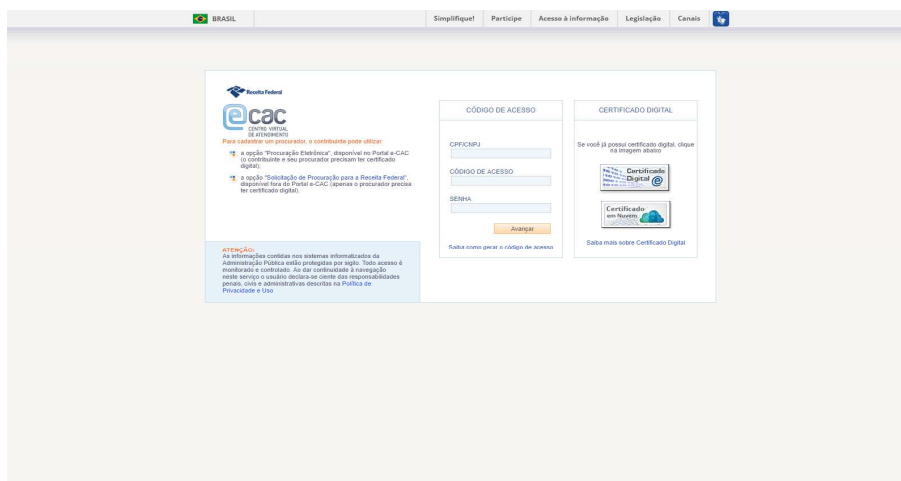 BRASIL
Simplifique!
Participe
Acesso à informação
Legislação
Canais
Receita Federal
ecac
CENTRO VIRTUAL
DE ATENDIMENTO
Para cadastrar um procurador, o contribuinte pode utilizar:
a opção "Procuração Eletrônica", disponível no Portal e-CAC
(o contribuinte e seu procurador precisam ter certificado
digital);
a opção "Solicitação de Procuração para a Receita Federal",
disponível fora do Portal e-CAC (apenas o procurador precisa
ter certificado digital).
ATENÇÃO:
As informações contidas nos sistemas informatizados da
Administração Pública estão protegidas por sigilo. Todo acesso é
monitorado e controlado. Ao dar continuidade à navegação
neste serviço o usuário declara-se ciente das responsabilidades
penais, civis e administrativas descritas na Política de
Privacidade e Uso
CÓDIGO DE ACESSO
CPF/CNPJ
CÓDIGO DE ACESSO
SENHA
Avançar
Saiba como gerar o código de acesso
CERTIFICADO DIGITAL
Se você já possui certificado digital, clique
na imagem abaixo
Certificado
Digital @
Certificado
em Nuvem
Saiba mais sobre Certificado Digital